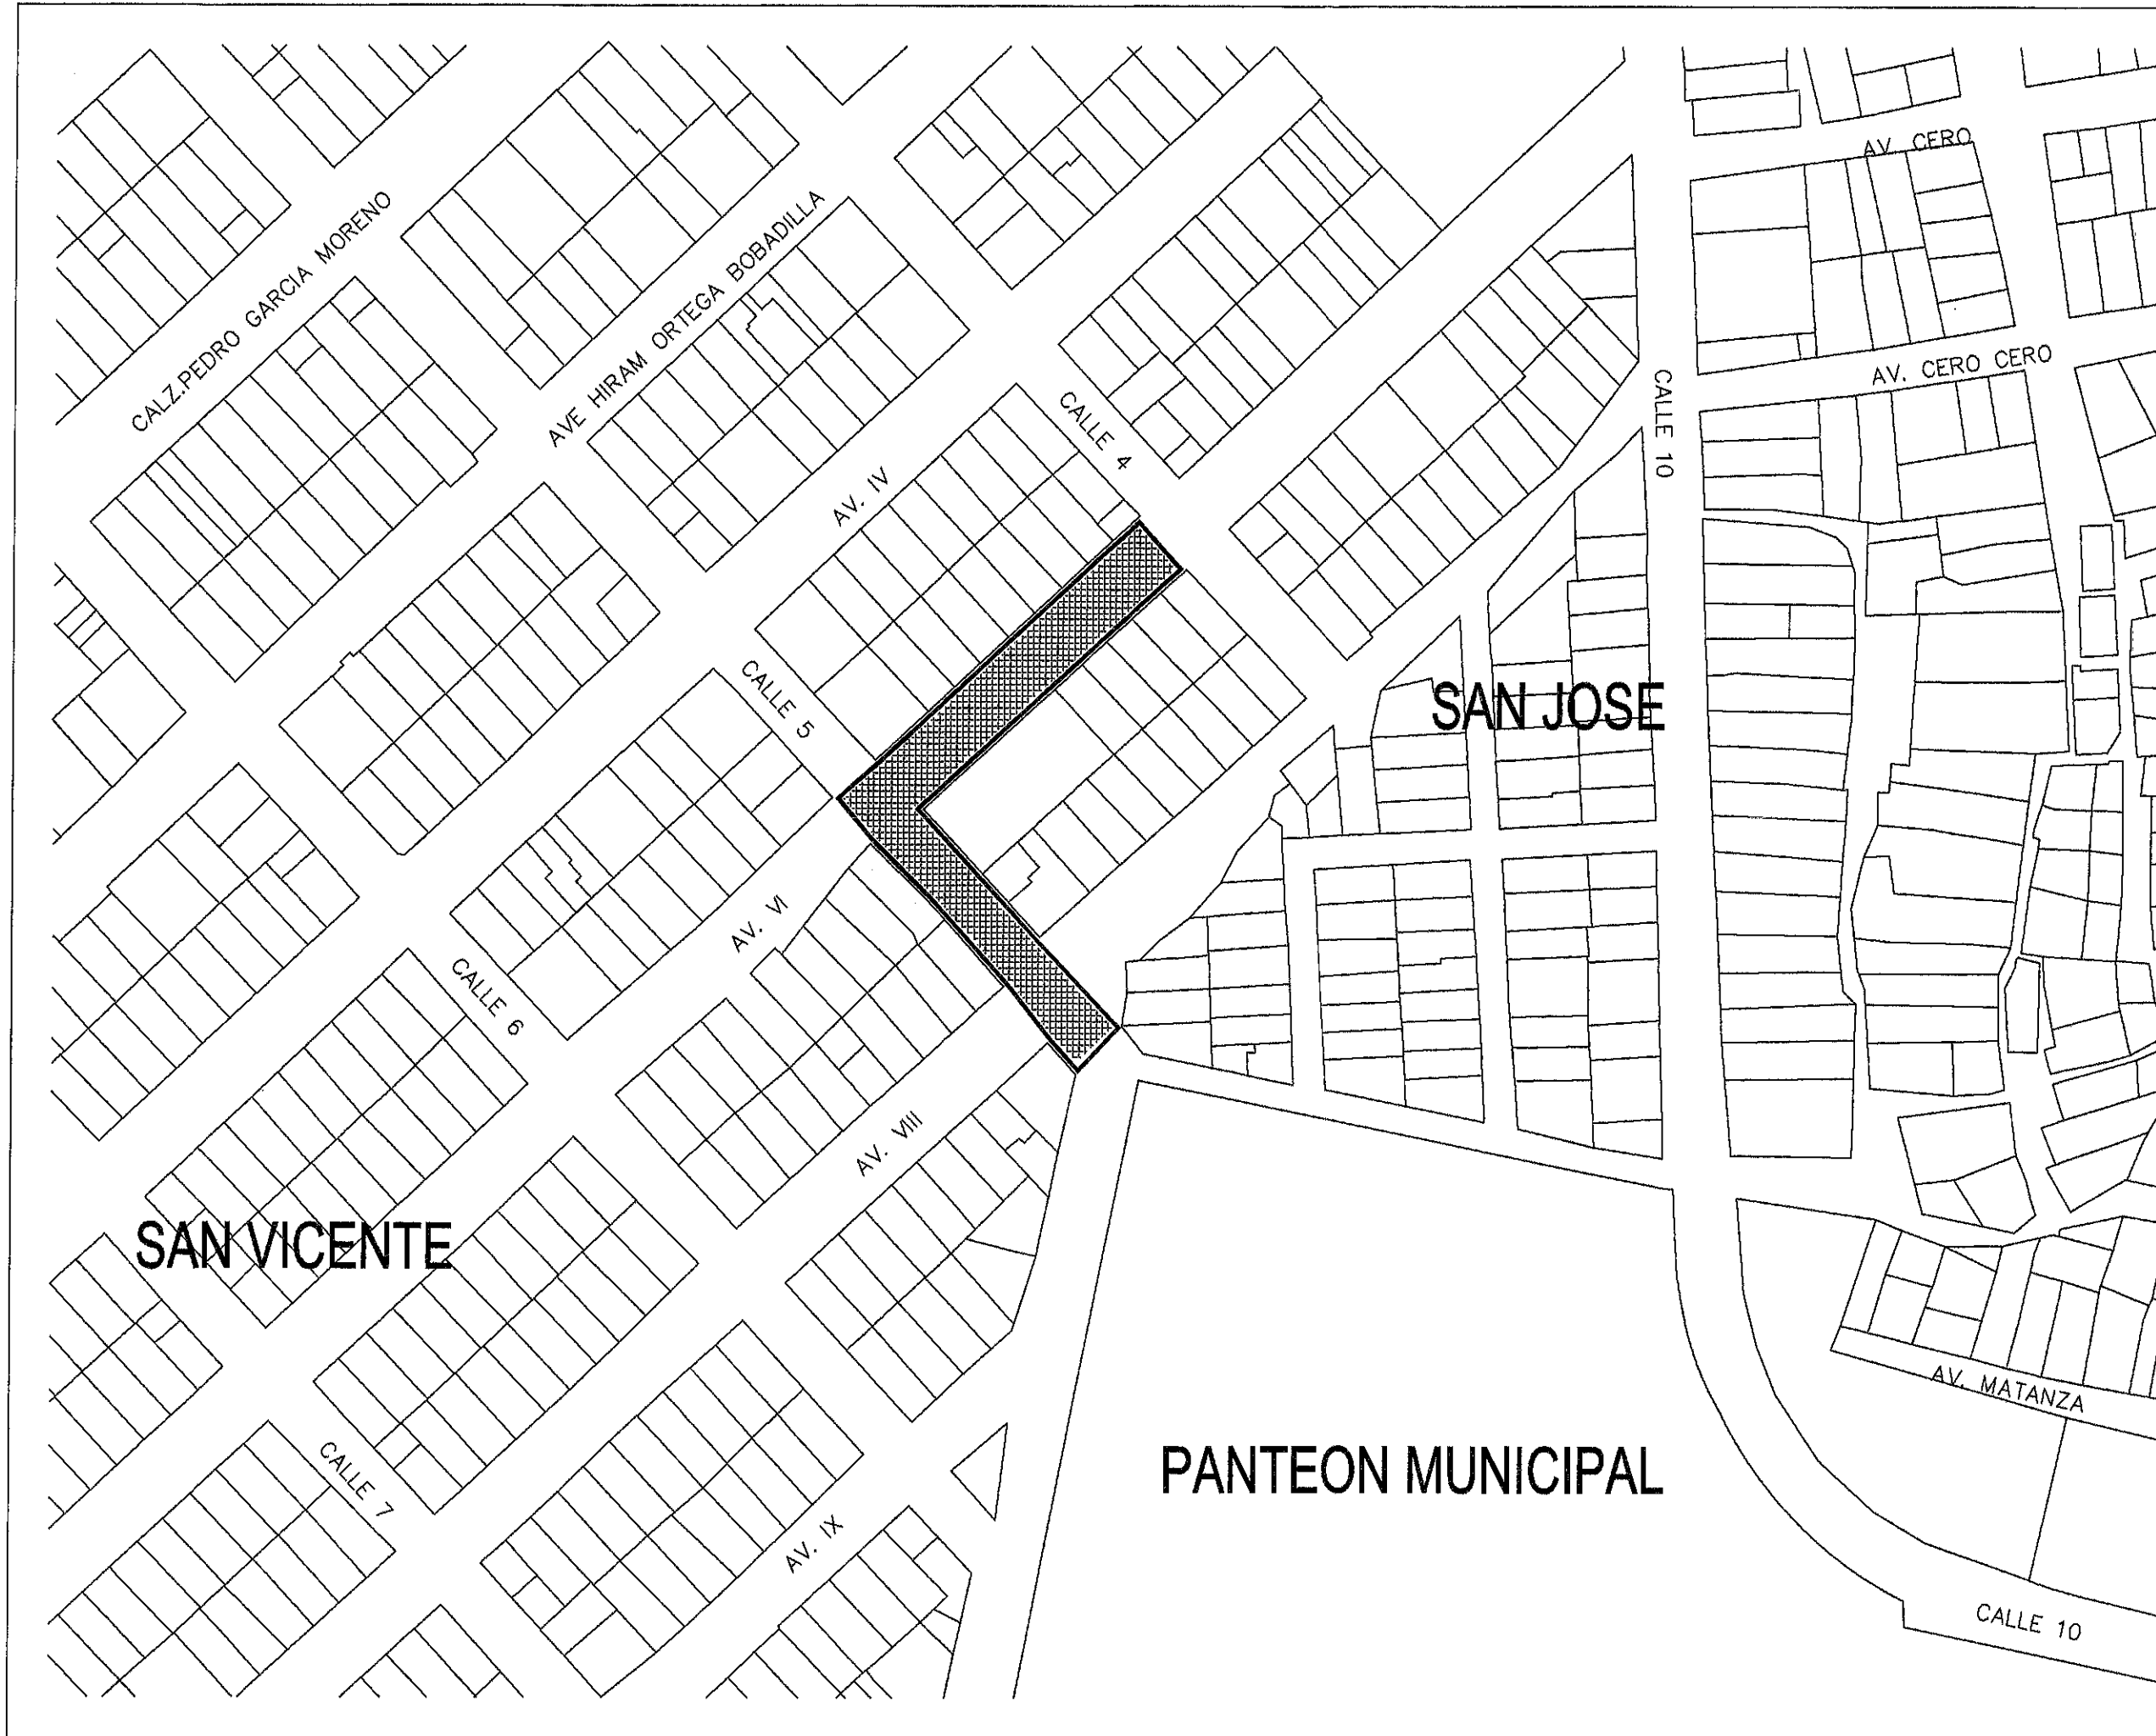 AV. CERO
CALZ.PEDRO GARCIA MORENO
AVE HIRAM ORTEGA BOBADILLA
AV. CERO CERO
CALLE 4
CALLE 10
AV. IV
CALLE 5
SAN JOSE
AV. VI
CALLE 6
AV. VIII
SAN VICENTE
AV. MATANZA
PANTEON MUNICIPAL
CALLE 7
AV. IX
CALLE 10